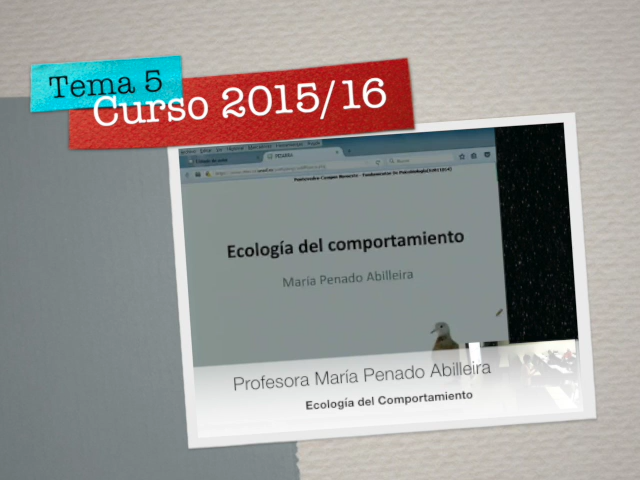 Tema 5
Curso 2015/16
Ecología del comportamiento
María Penado Abilleira
Profesora María Penado Abilleira
Ecología del Comportamiento